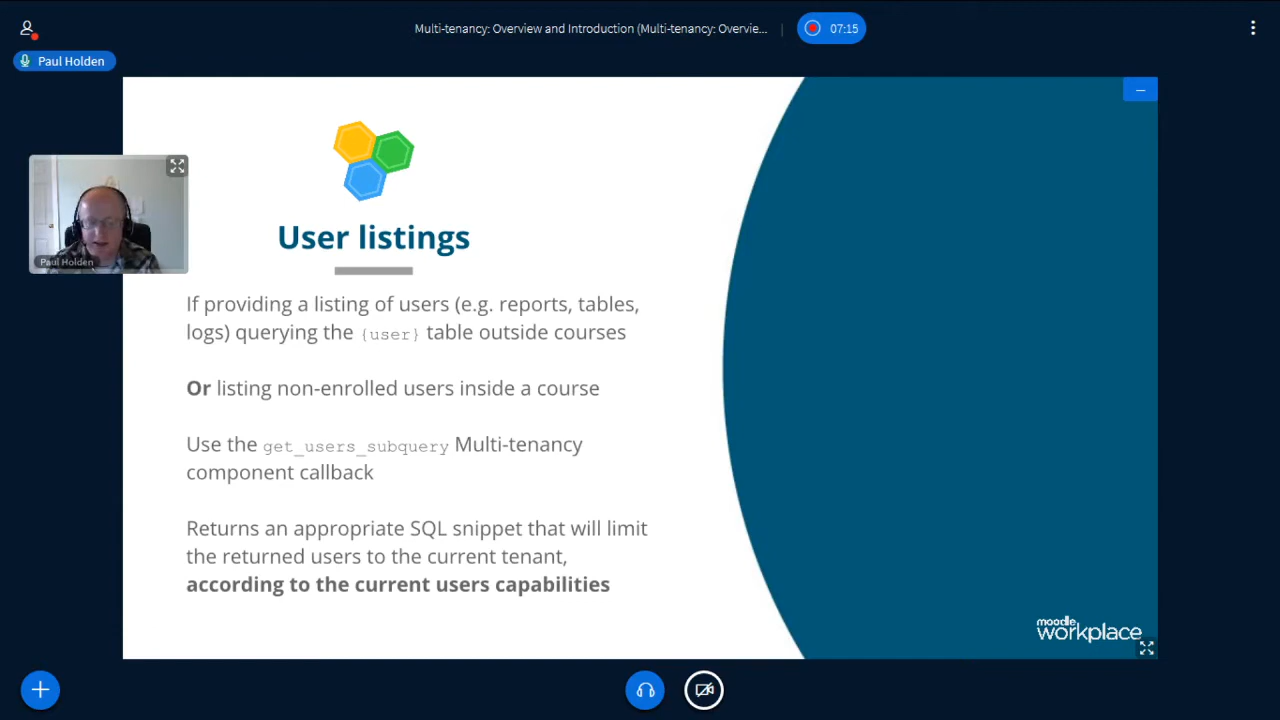 Multi-tenancy: Overview and Introduction (Multi-tenancy: Overvie...
07:15
Paul Holden
Paul Holden
User listings
If providing a listing of users (e.g. reports, tables,
logs) querying the {user} table outside courses
Or listing non-enrolled users inside a course
Use the get_users_subquery Multi-tenancy
component callback
Returns an appropriate SQL snippet that will limit
the returned users to the current tenant,
according to the current users capabilities
moodle
workplace